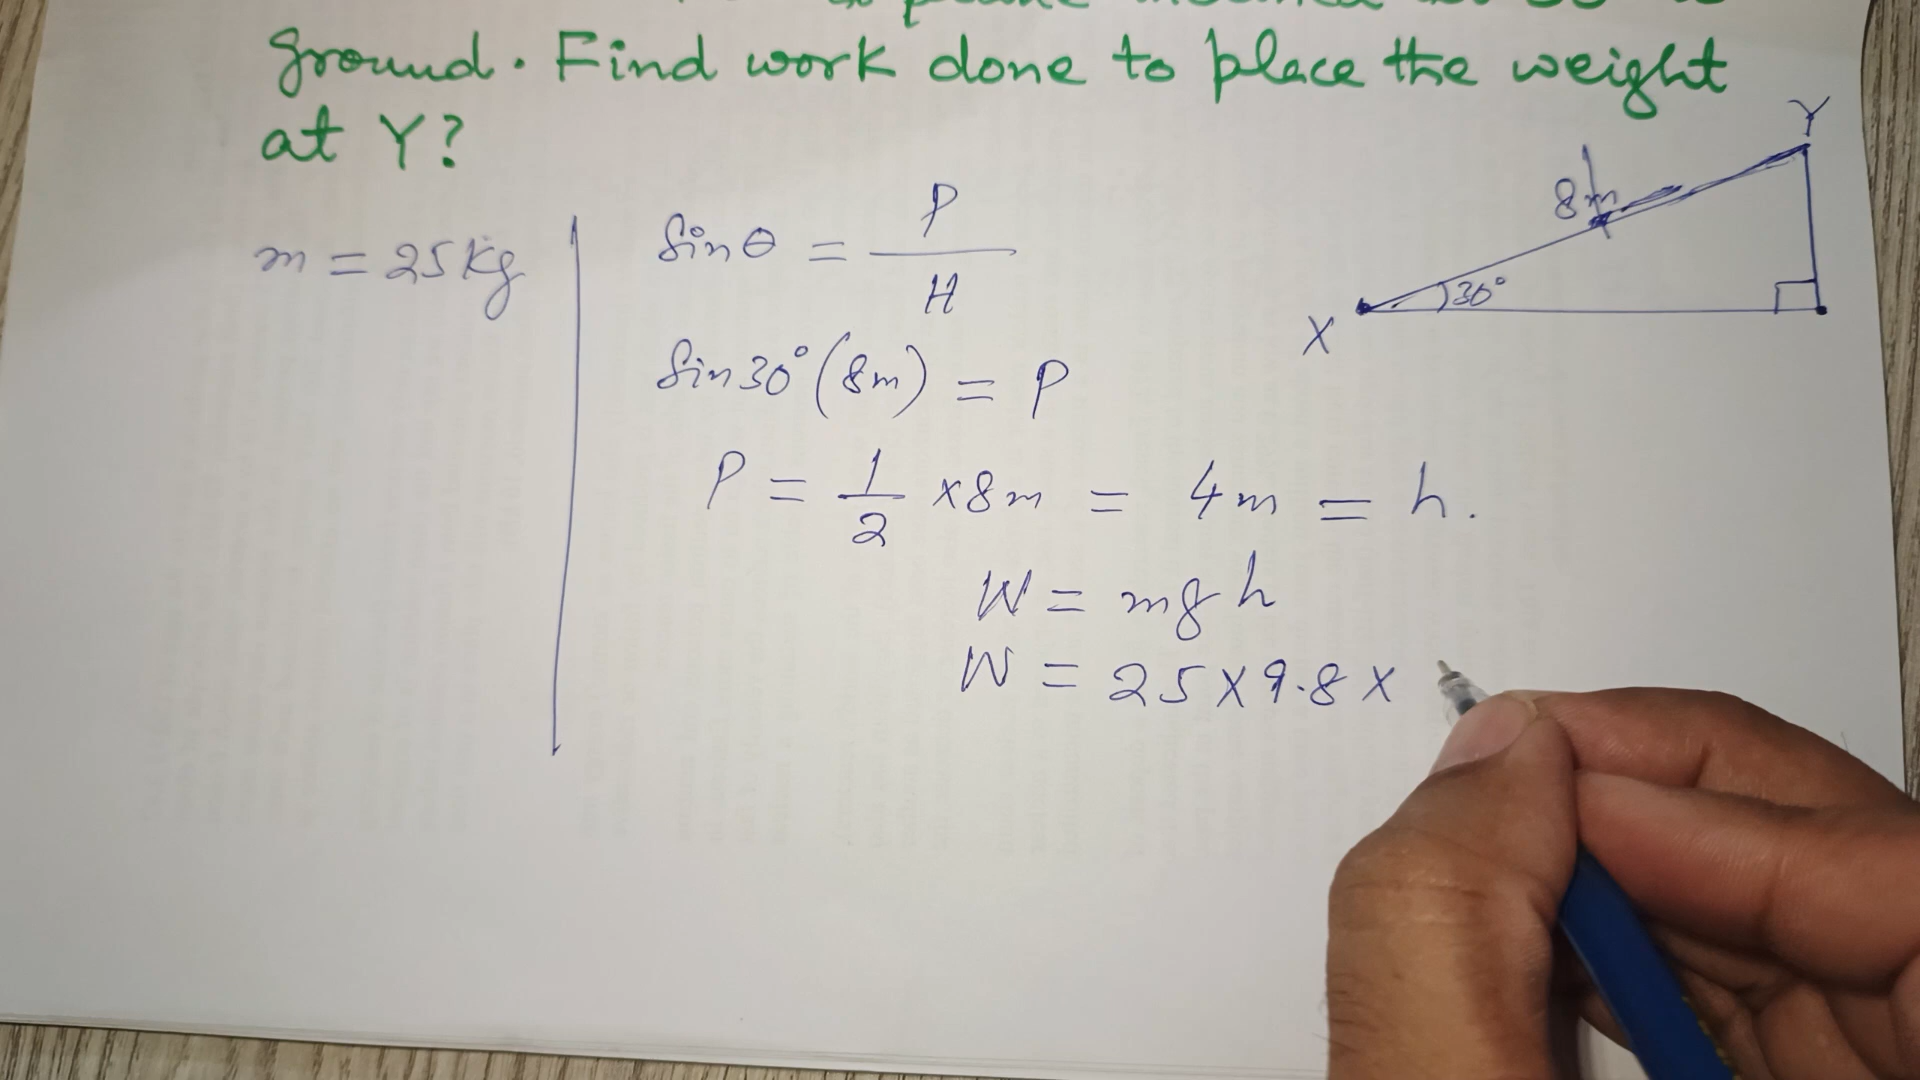 ground. Find work done to place the weight
at Y?
m = 25kg
Sinθ = P/H
Sin30°(8m) = P
P = 1/2 ×8m = 4m = h.
W = mgh
W = 25×9.8×
Y
8m
30°
X